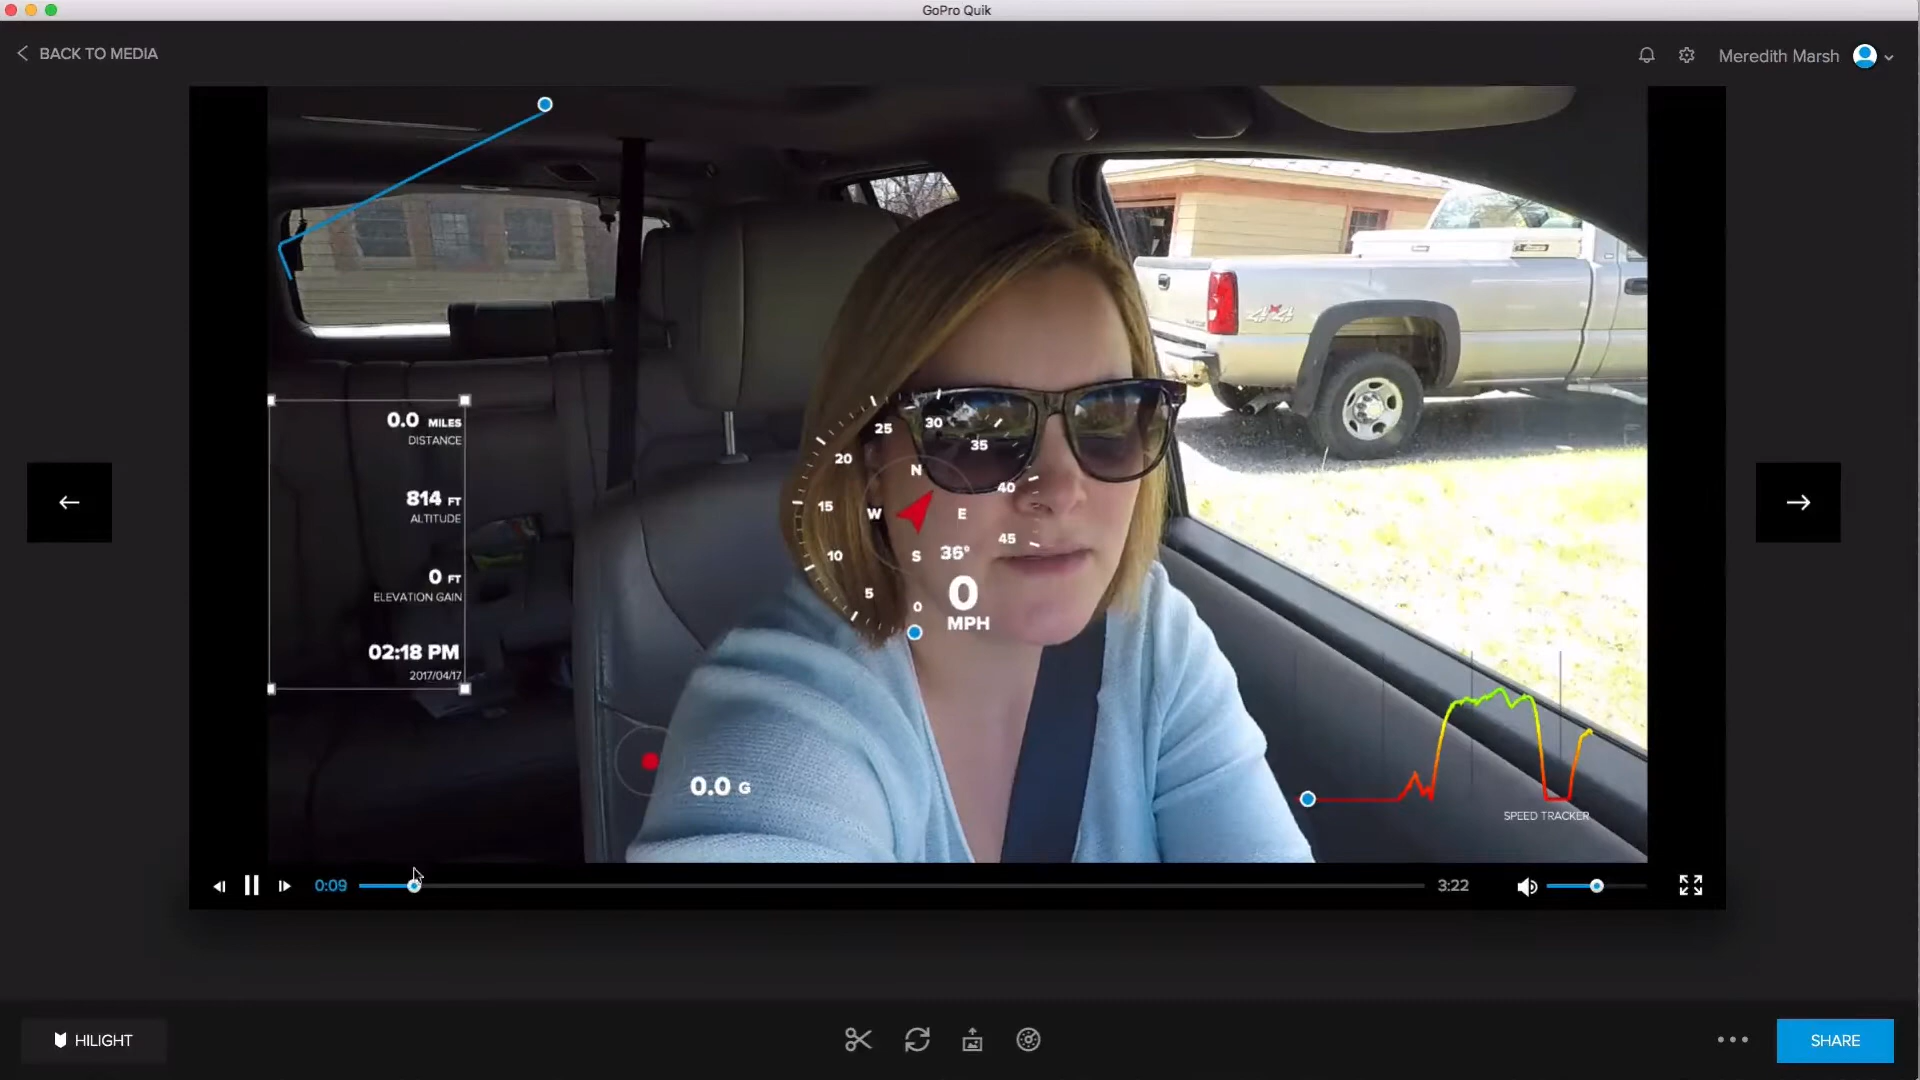 GoPro Quik
BACK TO MEDIA
Meredith Marsh
4x4
0.0 MILES
DISTANCE
814 FT
ALTITUDE
0 FT
ELEVATION GAIN
02:18 PM
2017/04/17
25
30
35
20
N
40
15
W
E
45
10
S
36°
5
0
0
MPH
0.0 G
SPEED TRACKER
0:09
3:22
HILIGHT
SHARE